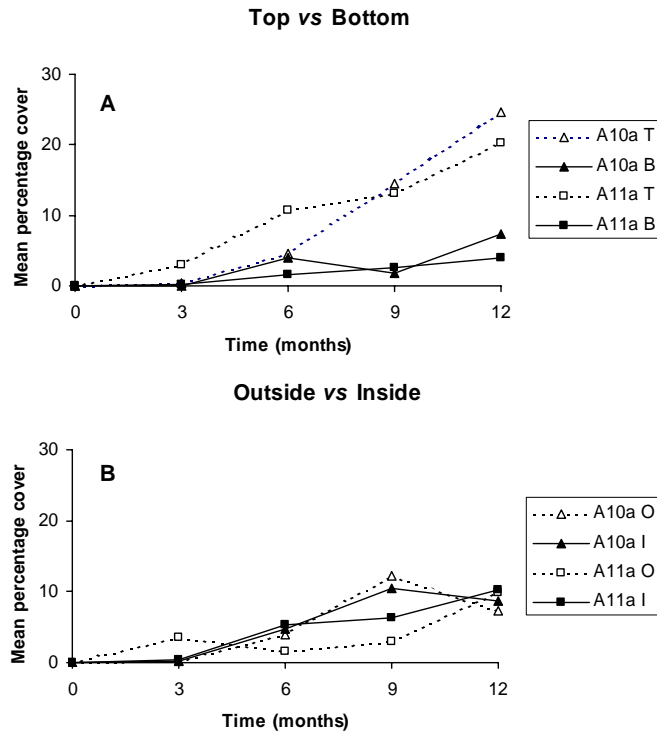 Top vs Bottom
30
20
10
0
Mean percentage cover
A
0 3 6 9 12
Time (months)
A10a T
A10a B
A11a T
A11a B
Outside vs Inside
30
20
10
0
Mean percentage cover
B
0 3 6 9 12
Time (months)
A10a O
A10a I
A11a O
A11a I